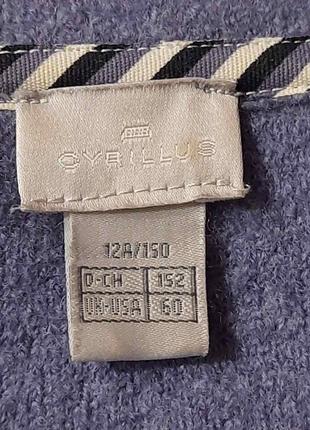 CYRILLUS
12A/150
D-CH 152
UK-USA 60